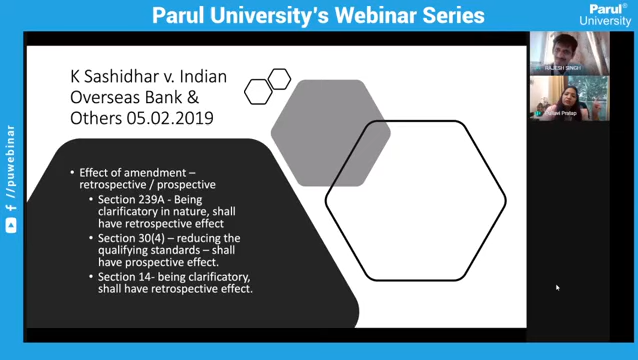 Parul University's Webinar Series
Parul®
University
K Sashidhar v. Indian
Overseas Bank &
Others 05.02.2019
• Effect of amendment –
retrospective / prospective
• Section 239A - Being
clarificatory in nature, shall
have retrospective effect
• Section 30(4) – reducing the
qualifying standards – shall
have prospective effect.
• Section 14- being clarificatory,
shall have retrospective effect.
RAJESH SINGH
Pallavi Pratap
//puwebinar